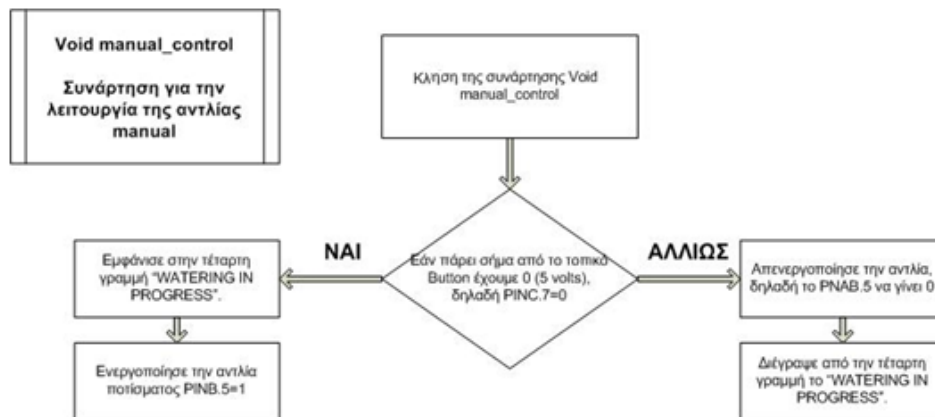 Void manual_control
Συνάρτηση για την
λειτουργία της αντλίας
manual
Κληση της συνάρτησης Void
manual_control
ΝΑΙ
Εάν πάρει σήμα από το τοπικό
Button έχουμε 0 (5 volts),
δηλαδή PINC.7=0
ΑΛΛΙΩΣ
Εμφάνισε στην τέταρτη
γραμμή “WATERING IN
PROGRESS”.
Ενεργοποίησε την αντλία
ποτίσματος PINB.5=1
Απενεργοποίησε την αντλία,
δηλαδή το PNAB.5 να γίνει 0
Διέγραψε από την τέταρτη
γραμμή το “WATERING IN
PROGRESS”.